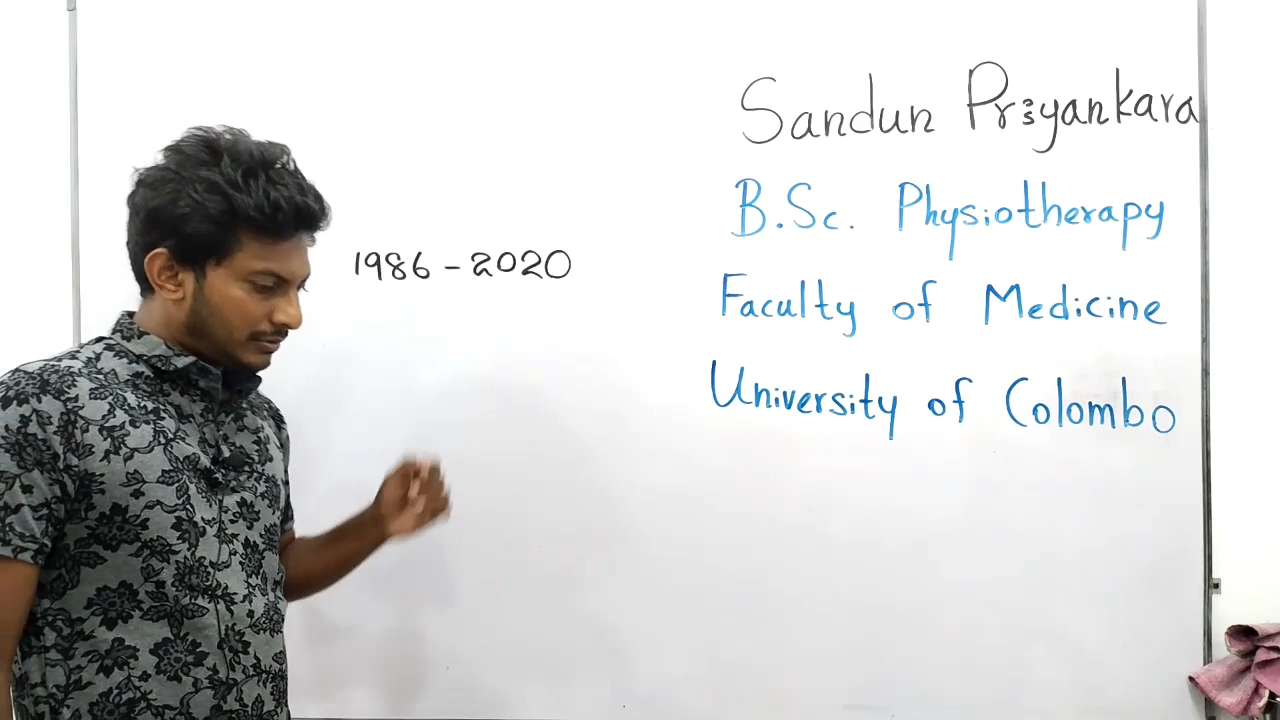 Sandun Priyankara
B.Sc. Physiotherapy
1986 - 2020
Faculty of Medicine
University of Colombo